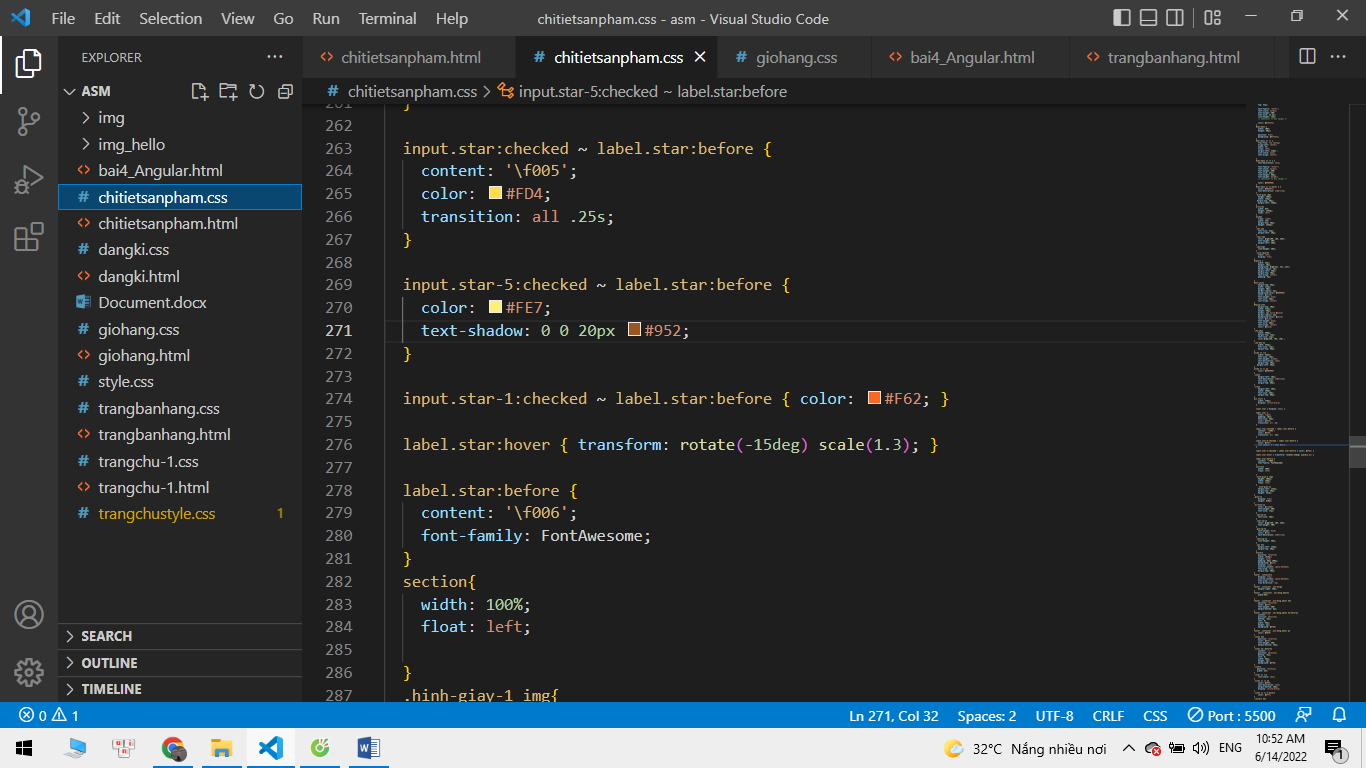 File Edit Selection View Go Run Terminal Help
chitietsanpham.css - asm - Visual Studio Code
EXPLORER
ASM
img
img_hello
bai4_Angular.html
chitietsanpham.css
chitietsanpham.html
dangki.css
dangki.html
Document.docx
giohang.css
giohang.html
style.css
trangbanhang.css
trangbanhang.html
trangchu-1.css
trangchu-1.html
trangchustyle.css 1
SEARCH
OUTLINE
TIMELINE
chitietsanpham.html
chitietsanpham.css
giohang.css
bai4_Angular.html
trangbanhang.html
chitietsanpham.css > input.star-5:checked ~ label.star:before
261 }
262
263 input.star:checked ~ label.star:before {
264 content: '\f005';
265 color: #FD4;
266 transition: all .25s;
267 }
268
269 input.star-5:checked ~ label.star:before {
270 color: #FE7;
271 text-shadow: 0 0 20px #952;
272 }
273
274 input.star-1:checked ~ label.star:before { color: #F62; }
275
276 label.star:hover { transform: rotate(-15deg) scale(1.3); }
277
278 label.star:before {
279 content: '\f006';
280 font-family: FontAwesome;
281 }
282 section{
283 width: 100%;
284 float: left;
285
286 }
287 .hinh-giay-1 img{
0 1
Ln 271, Col 32 Spaces: 2 UTF-8 CRLF CSS Port : 5500
32°C Nắng nhiều nơi
ENG
10:52 AM
6/14/2022
1